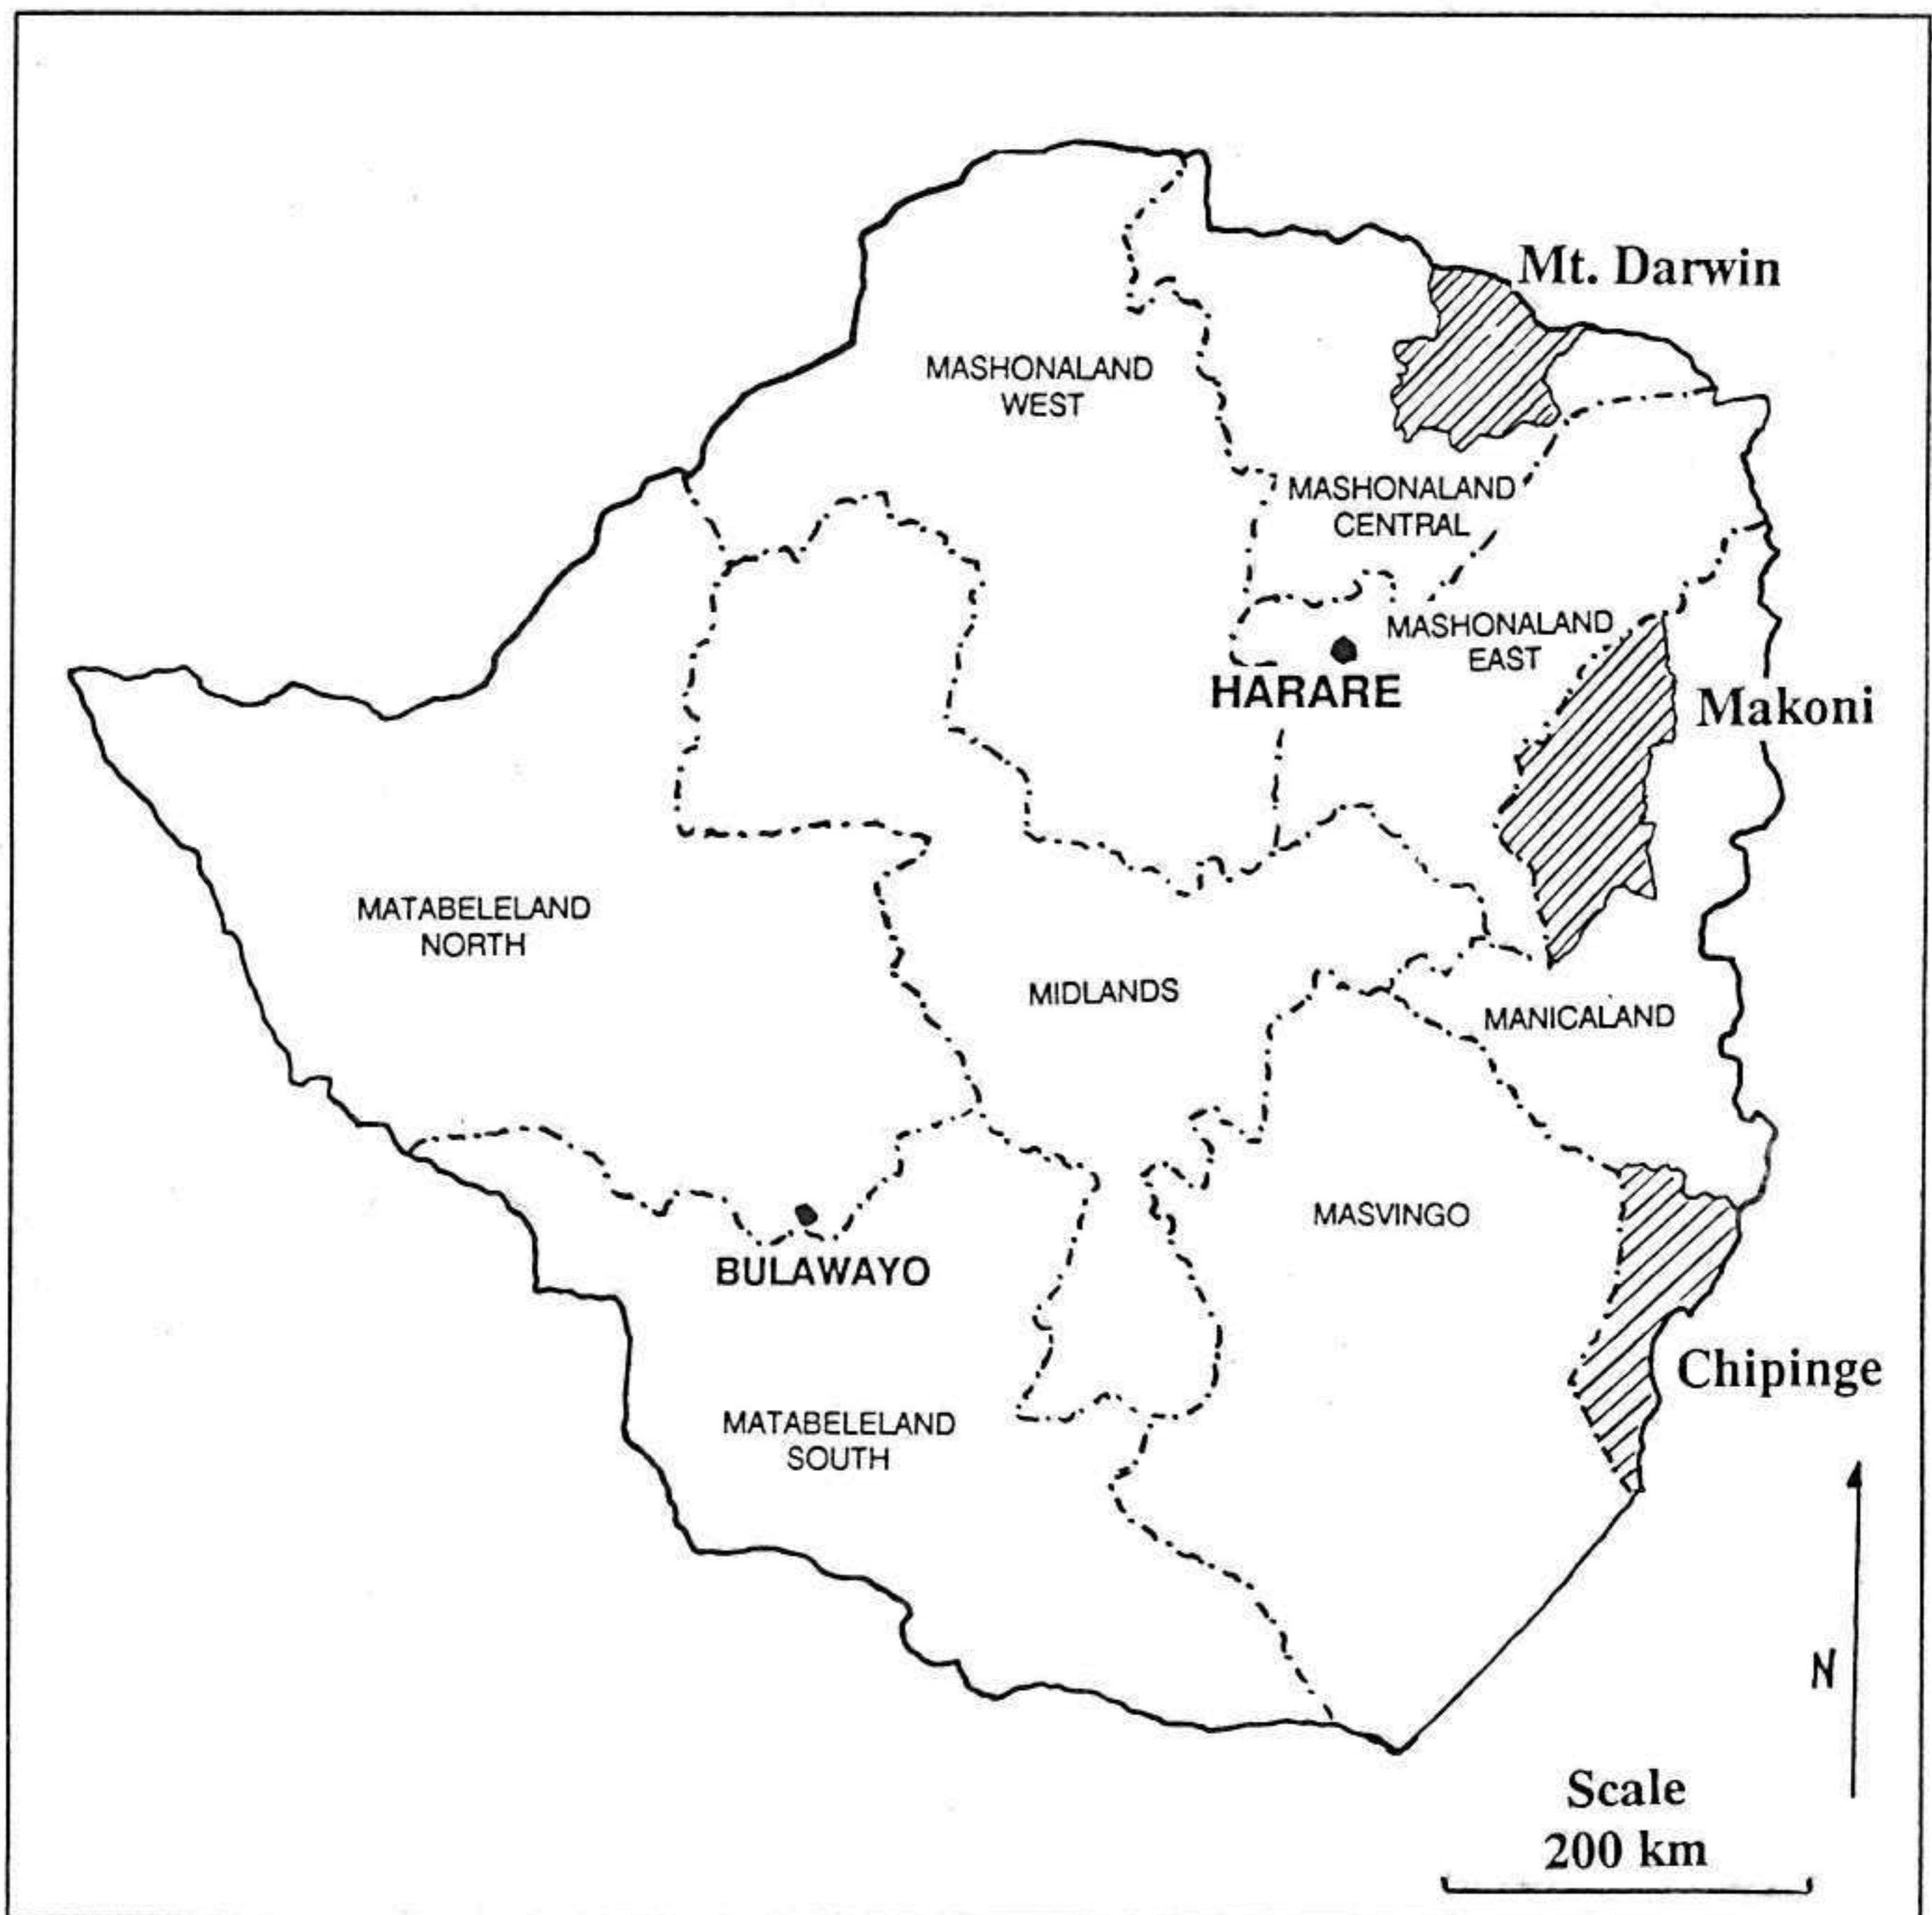 Mt. Darwin
MASHONALAND
WEST
MASHONALAND
CENTRAL
MASHONALAND
EAST
HARARE
Makoni
MATABELELAND
NORTH
MIDLANDS
MANICALAND
MASVINGO
BULAWAYO
Chipinge
MATABELELAND
SOUTH
N
Scale
200 km